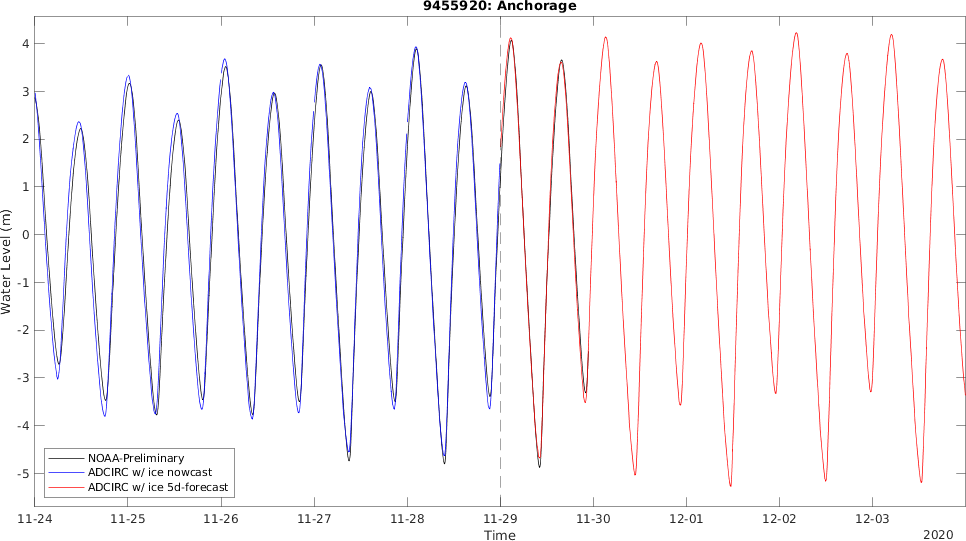 9455920: Anchorage
4
3
2
1
0
-1
-2
-3
-4
-5
Water Level (m)
NOAA-Preliminary
ADCIRC w/ ice nowcast
ADCIRC w/ ice 5d-forecast
11-24 11-25 11-26 11-27 11-28 11-29 11-30 12-01 12-02 12-03
Time
2020